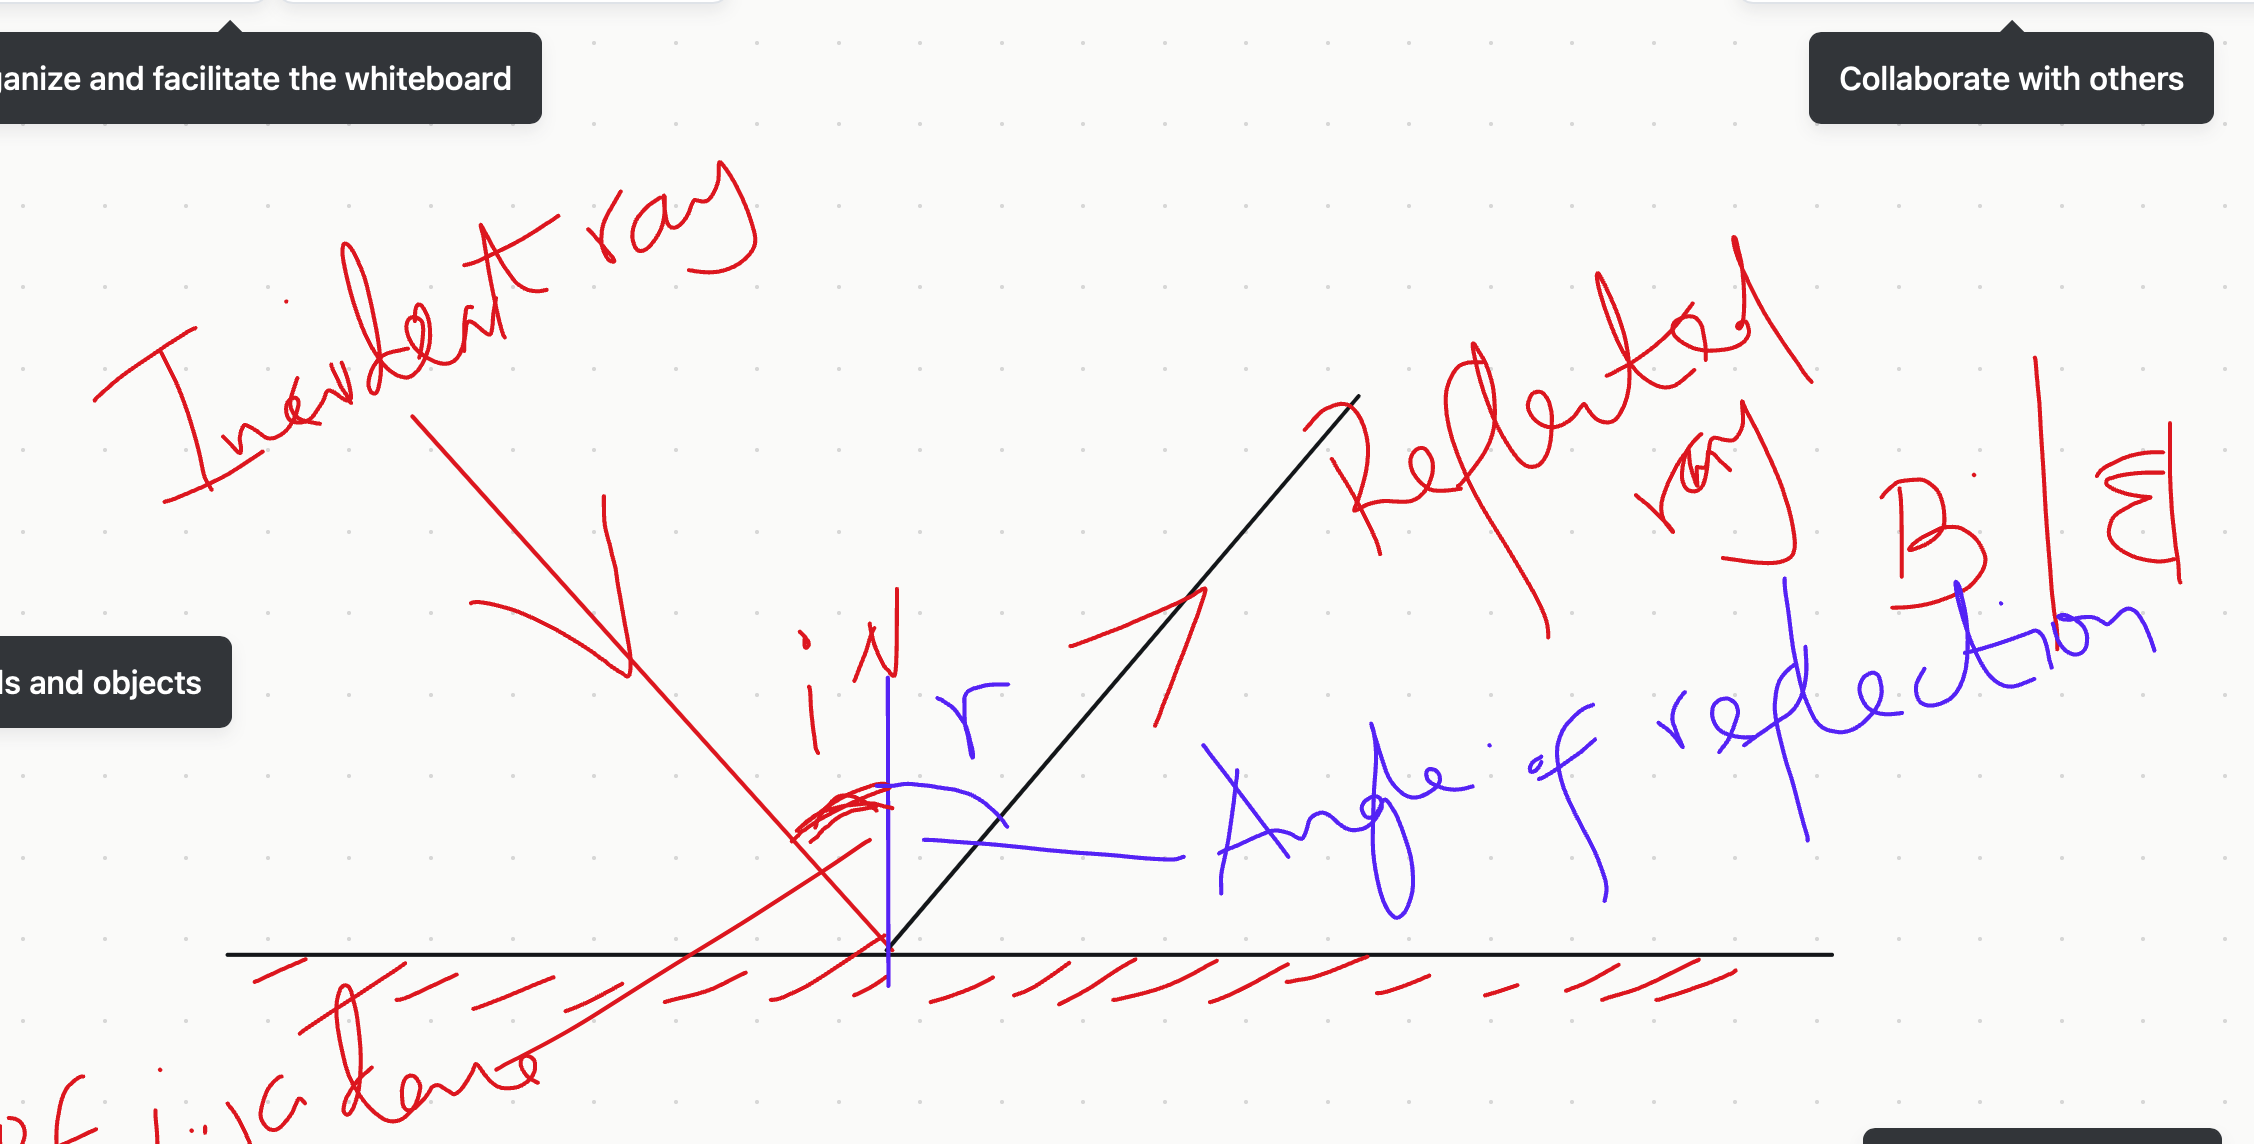 ganize and facilitate the whiteboard
Collaborate with others
Incident ray
Reflected
ray
B
i N
r
ls and objects
Angle of reflection
of incidence